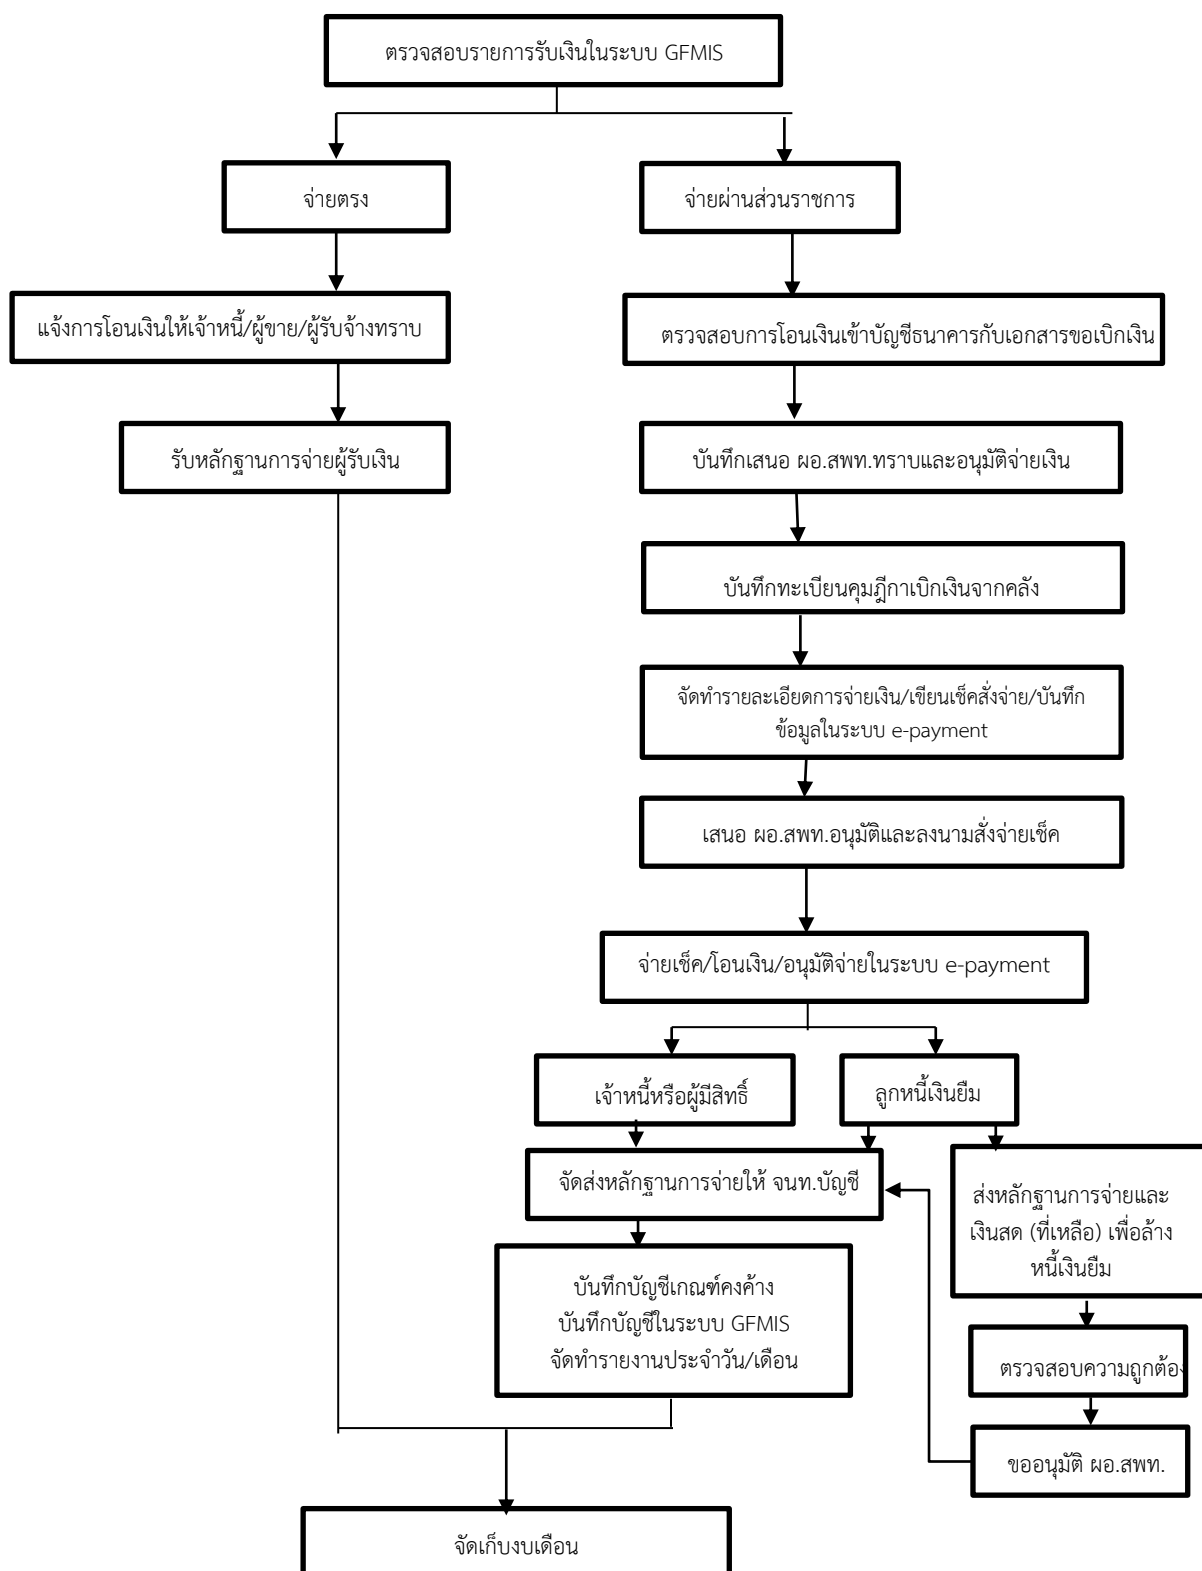 ตรวจสอบรายการรับเงินในระบบ GFMIS
จ่ายตรง
จ่ายผ่านส่วนราชการ
แจ้งการโอนเงินให้เจ้าหนี้/ผู้ขาย/ผู้รับจ้างทราบ
ตรวจสอบการโอนเงินเข้าบัญชีธนาคารกับเอกสารขอเบิกเงิน
รับหลักฐานการจ่ายผู้รับเงิน
บันทึกเสนอ ผอ.สพท.ทราบและอนุมัติจ่ายเงิน
บันทึกทะเบียนคุมฎีกาเบิกเงินจากคลัง
จัดทำรายละเอียดการจ่ายเงิน/เขียนเช็คสั่งจ่าย/บันทึก
ข้อมูลในระบบ e-payment
เสนอ ผอ.สพท.อนุมัติและลงนามสั่งจ่ายเช็ค
จ่ายเช็ค/โอนเงิน/อนุมัติจ่ายในระบบ e-payment
เจ้าหนี้หรือผู้มีสิทธิ์
ลูกหนี้เงินยืม
จัดส่งหลักฐานการจ่ายให้ จนท.บัญชี
ส่งหลักฐานการจ่ายและ
เงินสด (ที่เหลือ) เพื่อล้าง
หนี้เงินยืม
บันทึกบัญชีเกณฑ์คงค้าง
บันทึกบัญชีในระบบ GFMIS
จัดทำรายงานประจำวัน/เดือน
ตรวจสอบความถูกต้อง
ขออนุมัติ ผอ.สพท.
จัดเก็บงบเดือน